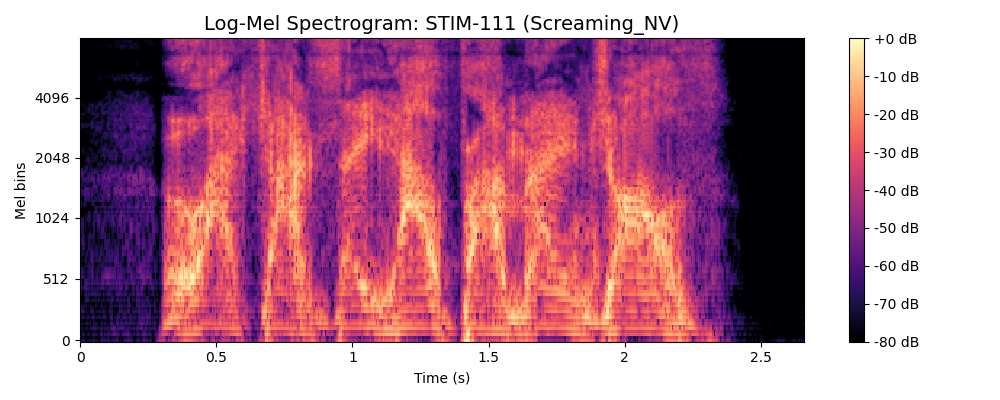 Log-Mel Spectrogram: STIM-111 (Screaming_NV)
Mel bins
4096
2048
1024
512
0
0
0.5
1
1.5
2
2.5
Time (s)
+0 dB
-10 dB
-20 dB
-30 dB
-40 dB
-50 dB
-60 dB
-70 dB
-80 dB